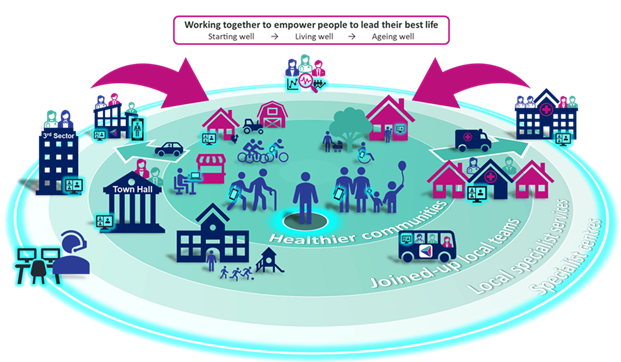 Working together to empower people to lead their best life
Starting well → Living well → Ageing well
3rd Sector
Town Hall
Healthier communities
Joined-up local teams
Local specialist services
Specialist centres